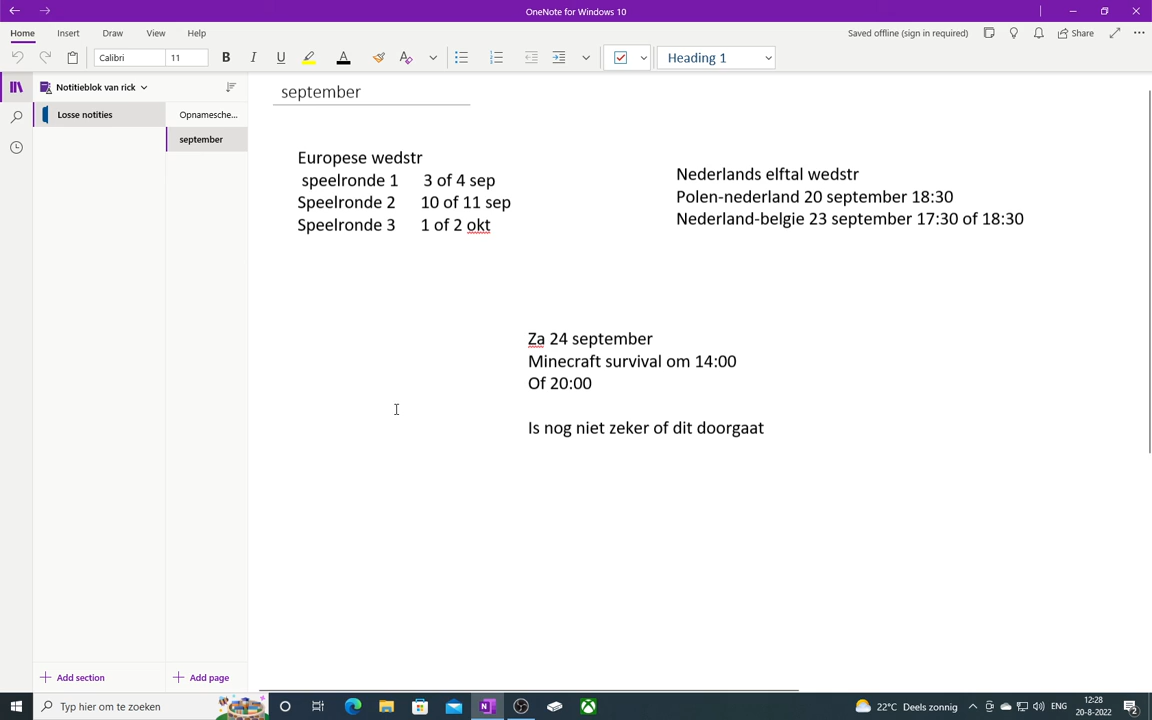 OneNote for Windows 10
Home Insert Draw View Help
Saved offline (sign in required)
Share
Calibri 11
B I U A
Heading 1
Notitieblok van rick
Losse notities
Opnamesche...
september
september
Europese wedstr
speelronde 1 3 of 4 sep
Speelronde 2 10 of 11 sep
Speelronde 3 1 of 2 okt
Nederlands elftal wedstr
Polen-nederland 20 september 18:30
Nederland-belgie 23 september 17:30 of 18:30
Za 24 september
Minecraft survival om 14:00
Of 20:00
Is nog niet zeker of dit doorgaat
Add section
Add page
Typ hier om te zoeken
22°C Deels zonnig
ENG
12:28
20-8-2022
2